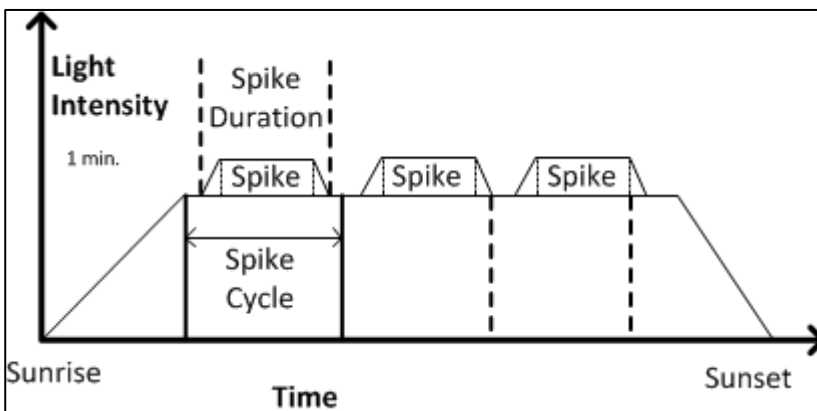 Light
Intensity
Spike
Duration
1 min.
Spike
Spike
Spike
Spike
Cycle
Sunrise
Sunset
Time